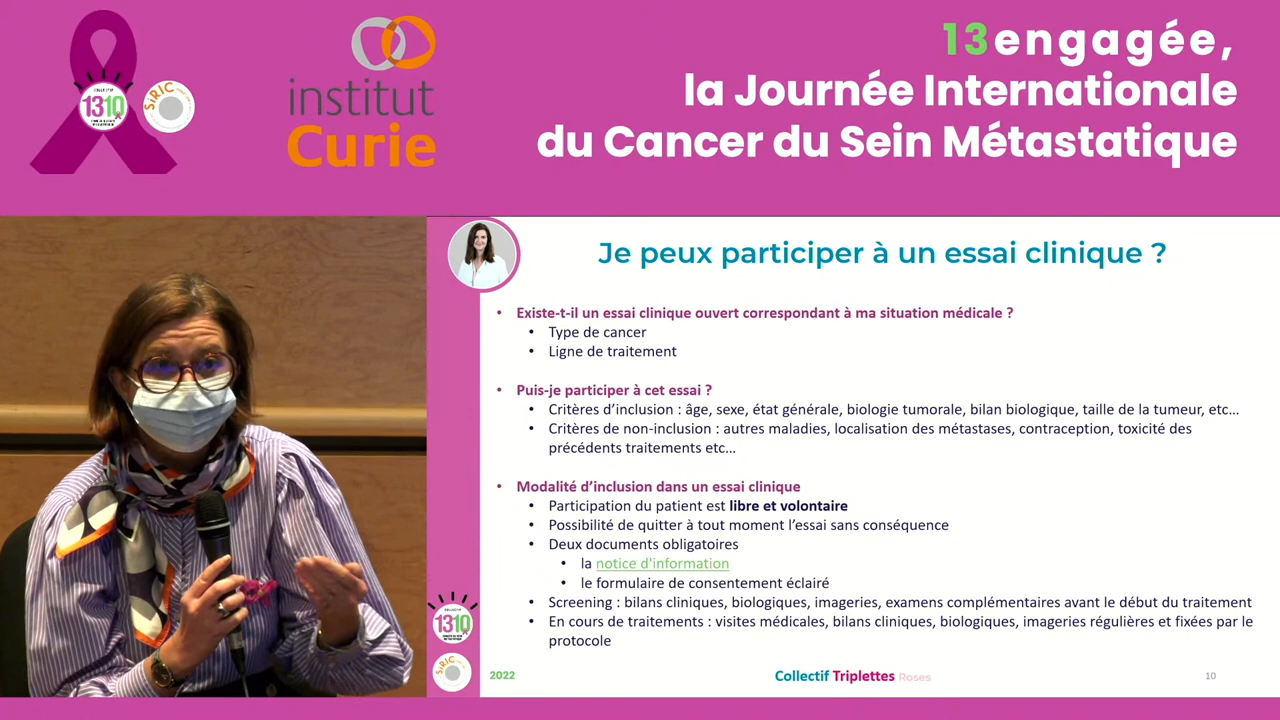 COLLECTIF
1310
SiRIC
institut
Curie
13engagée,
la Journée Internationale
du Cancer du Sein Métastatique
Je peux participer à un essai clinique ?
• Existe-t-il un essai clinique ouvert correspondant à ma situation médicale ?
• Type de cancer
• Ligne de traitement
• Puis-je participer à cet essai ?
• Critères d’inclusion : âge, sexe, état générale, biologie tumorale, bilan biologique, taille de la tumeur, etc…
• Critères de non-inclusion : autres maladies, localisation des métastases, contraception, toxicité des
précédents traitements etc…
• Modalité d’inclusion dans un essai clinique
• Participation du patient est libre et volontaire
• Possibilité de quitter à tout moment l’essai sans conséquence
• Deux documents obligatoires
• la notice d'information
• le formulaire de consentement éclairé
• Screening : bilans cliniques, biologiques, imageries, examens complémentaires avant le début du traitement
• En cours de traitements : visites médicales, bilans cliniques, biologiques, imageries régulières et fixées par le
protocole
COLLECTIF
1310
SiRIC
2022
Collectif Triplettes Roses
10